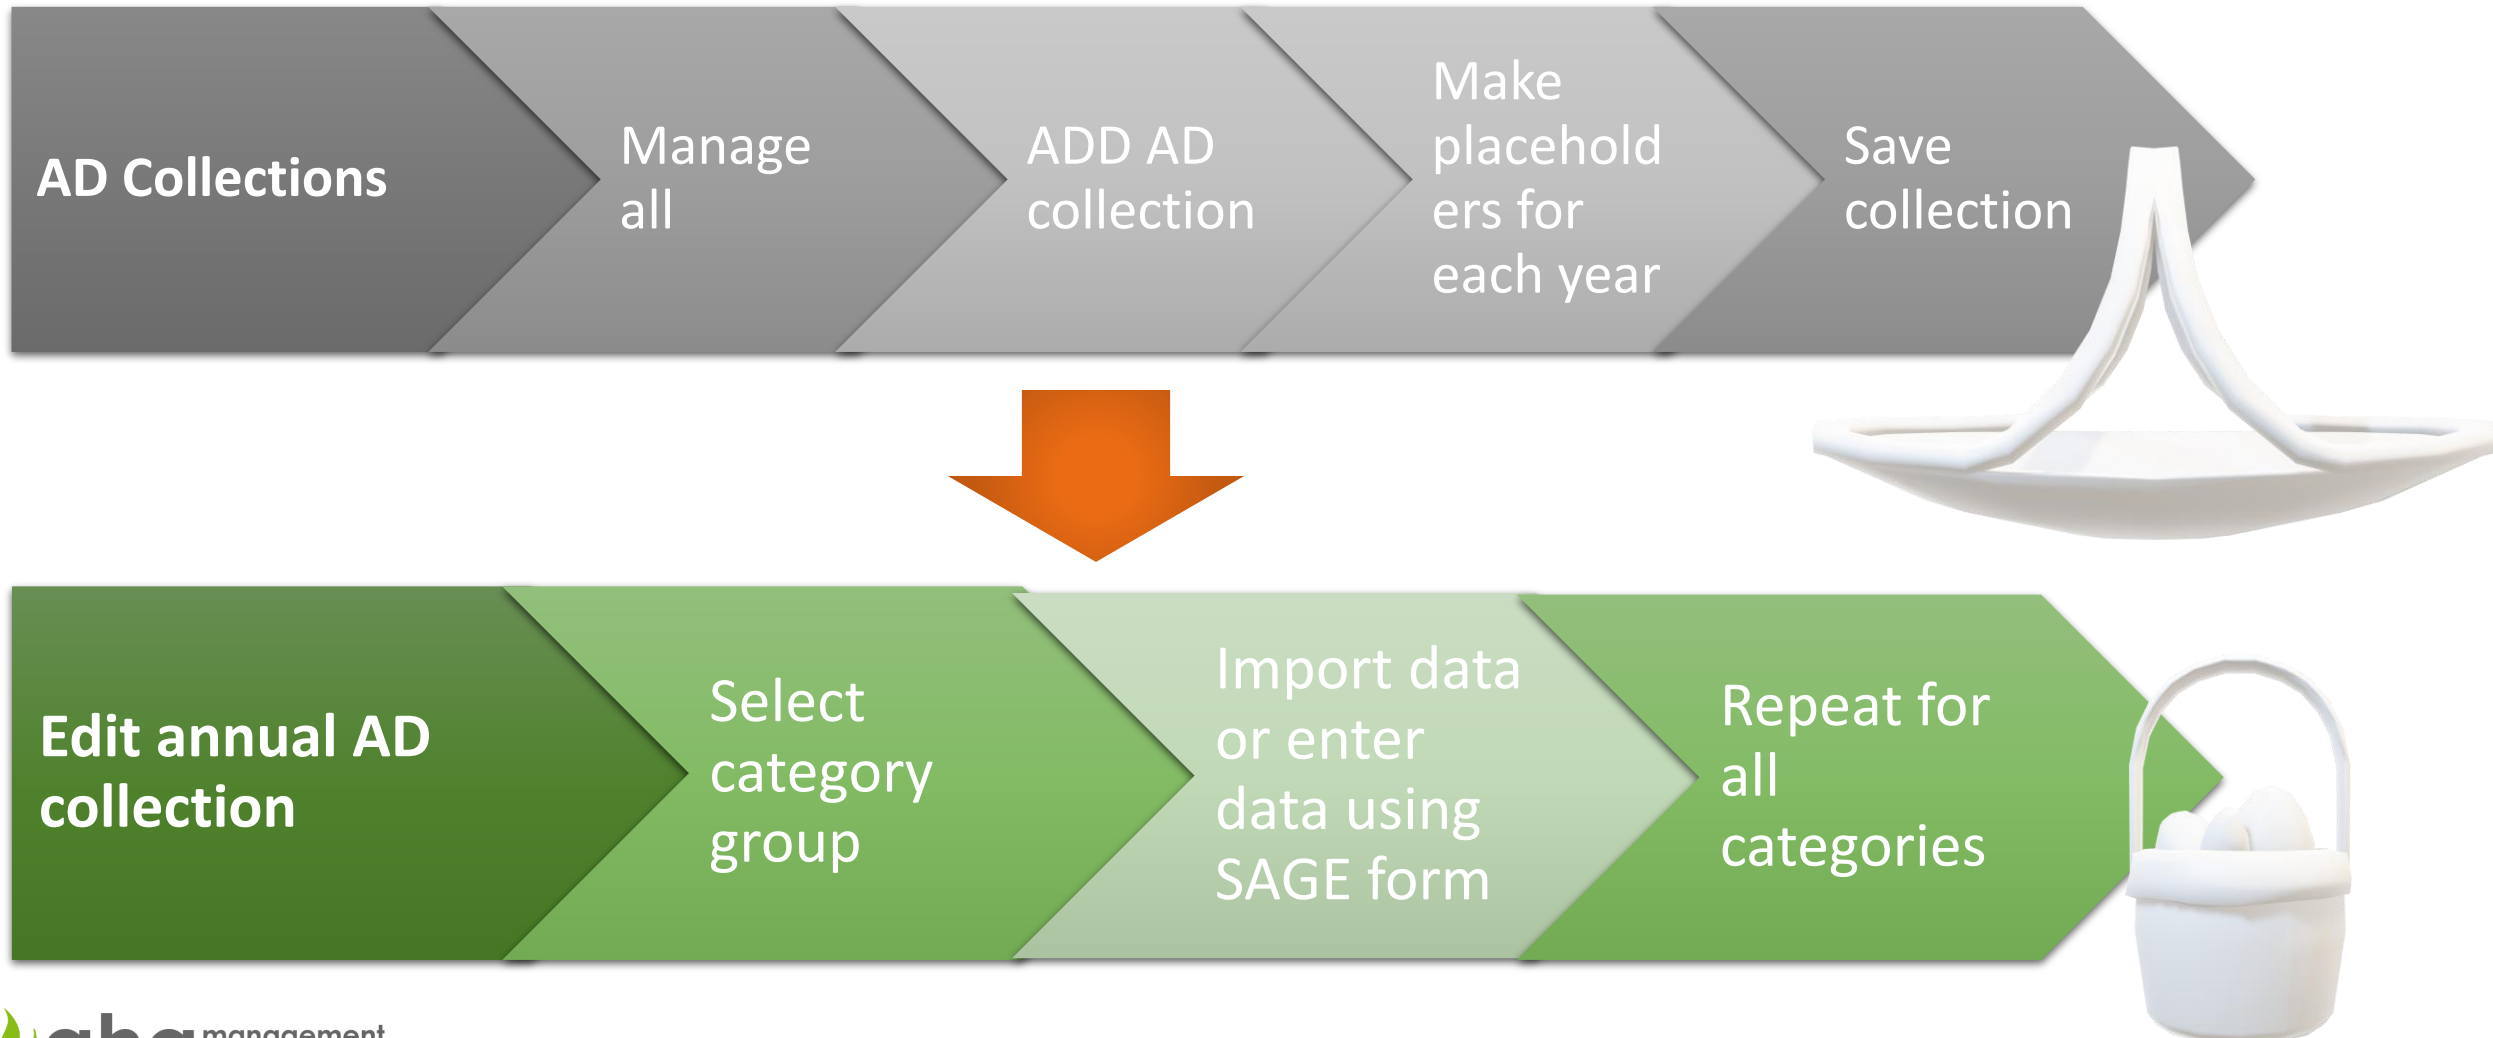 AD Collections
Manage
all
ADD AD
collection
Make
placehold
ers for
each year
Save
collection
Edit annual AD
collection
Select
category
group
Import data
or enter
data using
SAGE form
Repeat for
all
categories
management